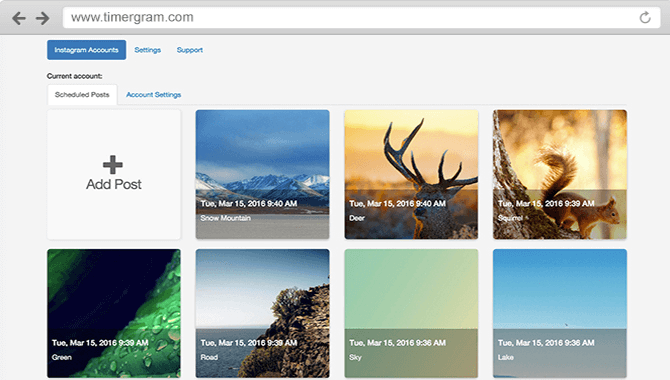 www.timergram.com
Instagram Accounts Settings Support
Current account:
Scheduled Posts Account Settings
Add Post
Tue, Mar 15, 2016 9:40 AM
Snow Mountain
Tue, Mar 15, 2016 9:40 AM
Deer
Tue, Mar 15, 2016 9:39 AM
Squirrel
Tue, Mar 15, 2016 9:39 AM
Green
Tue, Mar 15, 2016 9:39 AM
Road
Tue, Mar 15, 2016 9:36 AM
Sky
Tue, Mar 15, 2016 9:36 AM
Lake